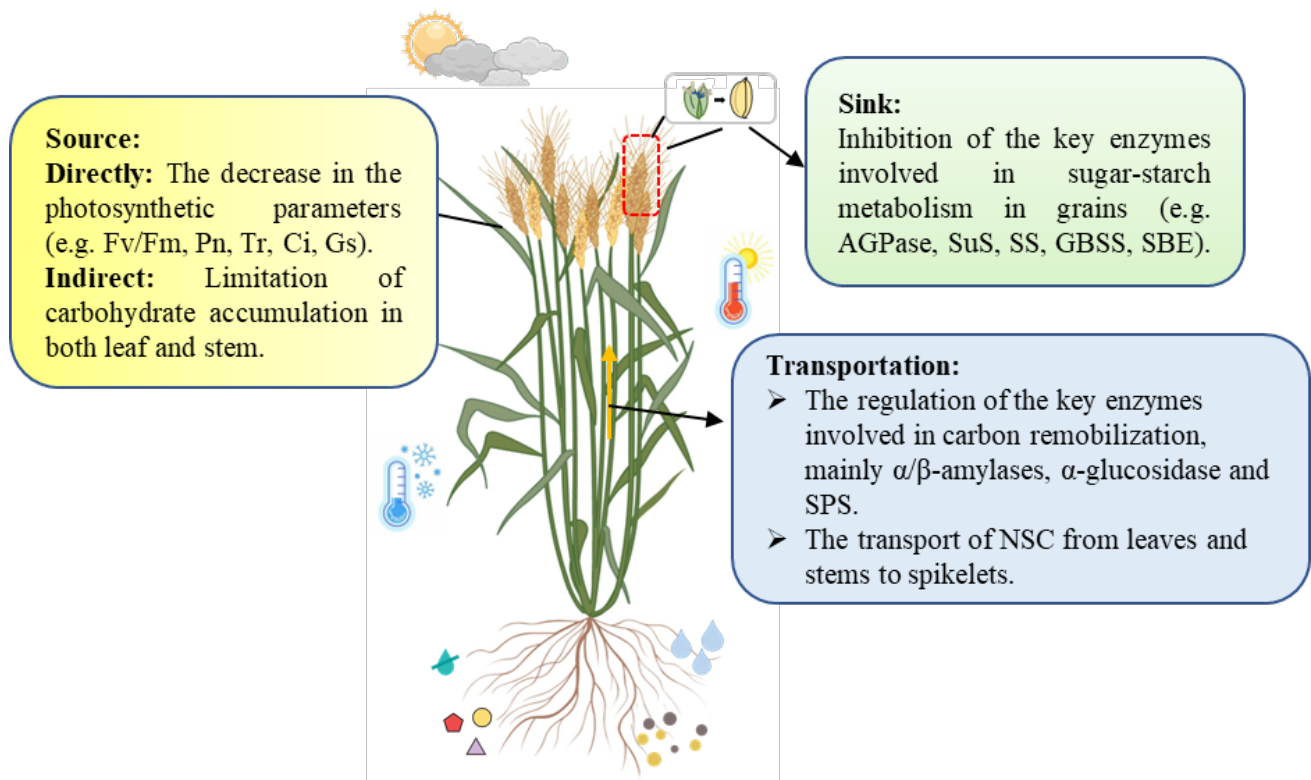 Source:
Directly: The decrease in the
photosynthetic parameters
(e.g. Fv/Fm, Pn, Tr, Ci, Gs).
Indirect: Limitation of
carbohydrate accumulation in
both leaf and stem.
Sink:
Inhibition of the key enzymes
involved in sugar-starch
metabolism in grains (e.g.
AGPase, SuS, SS, GBSS, SBE).
Transportation:
➢ The regulation of the key enzymes
involved in carbon remobilization,
mainly α/β-amylases, α-glucosidase and
SPS.
➢ The transport of NSC from leaves and
stems to spikelets.